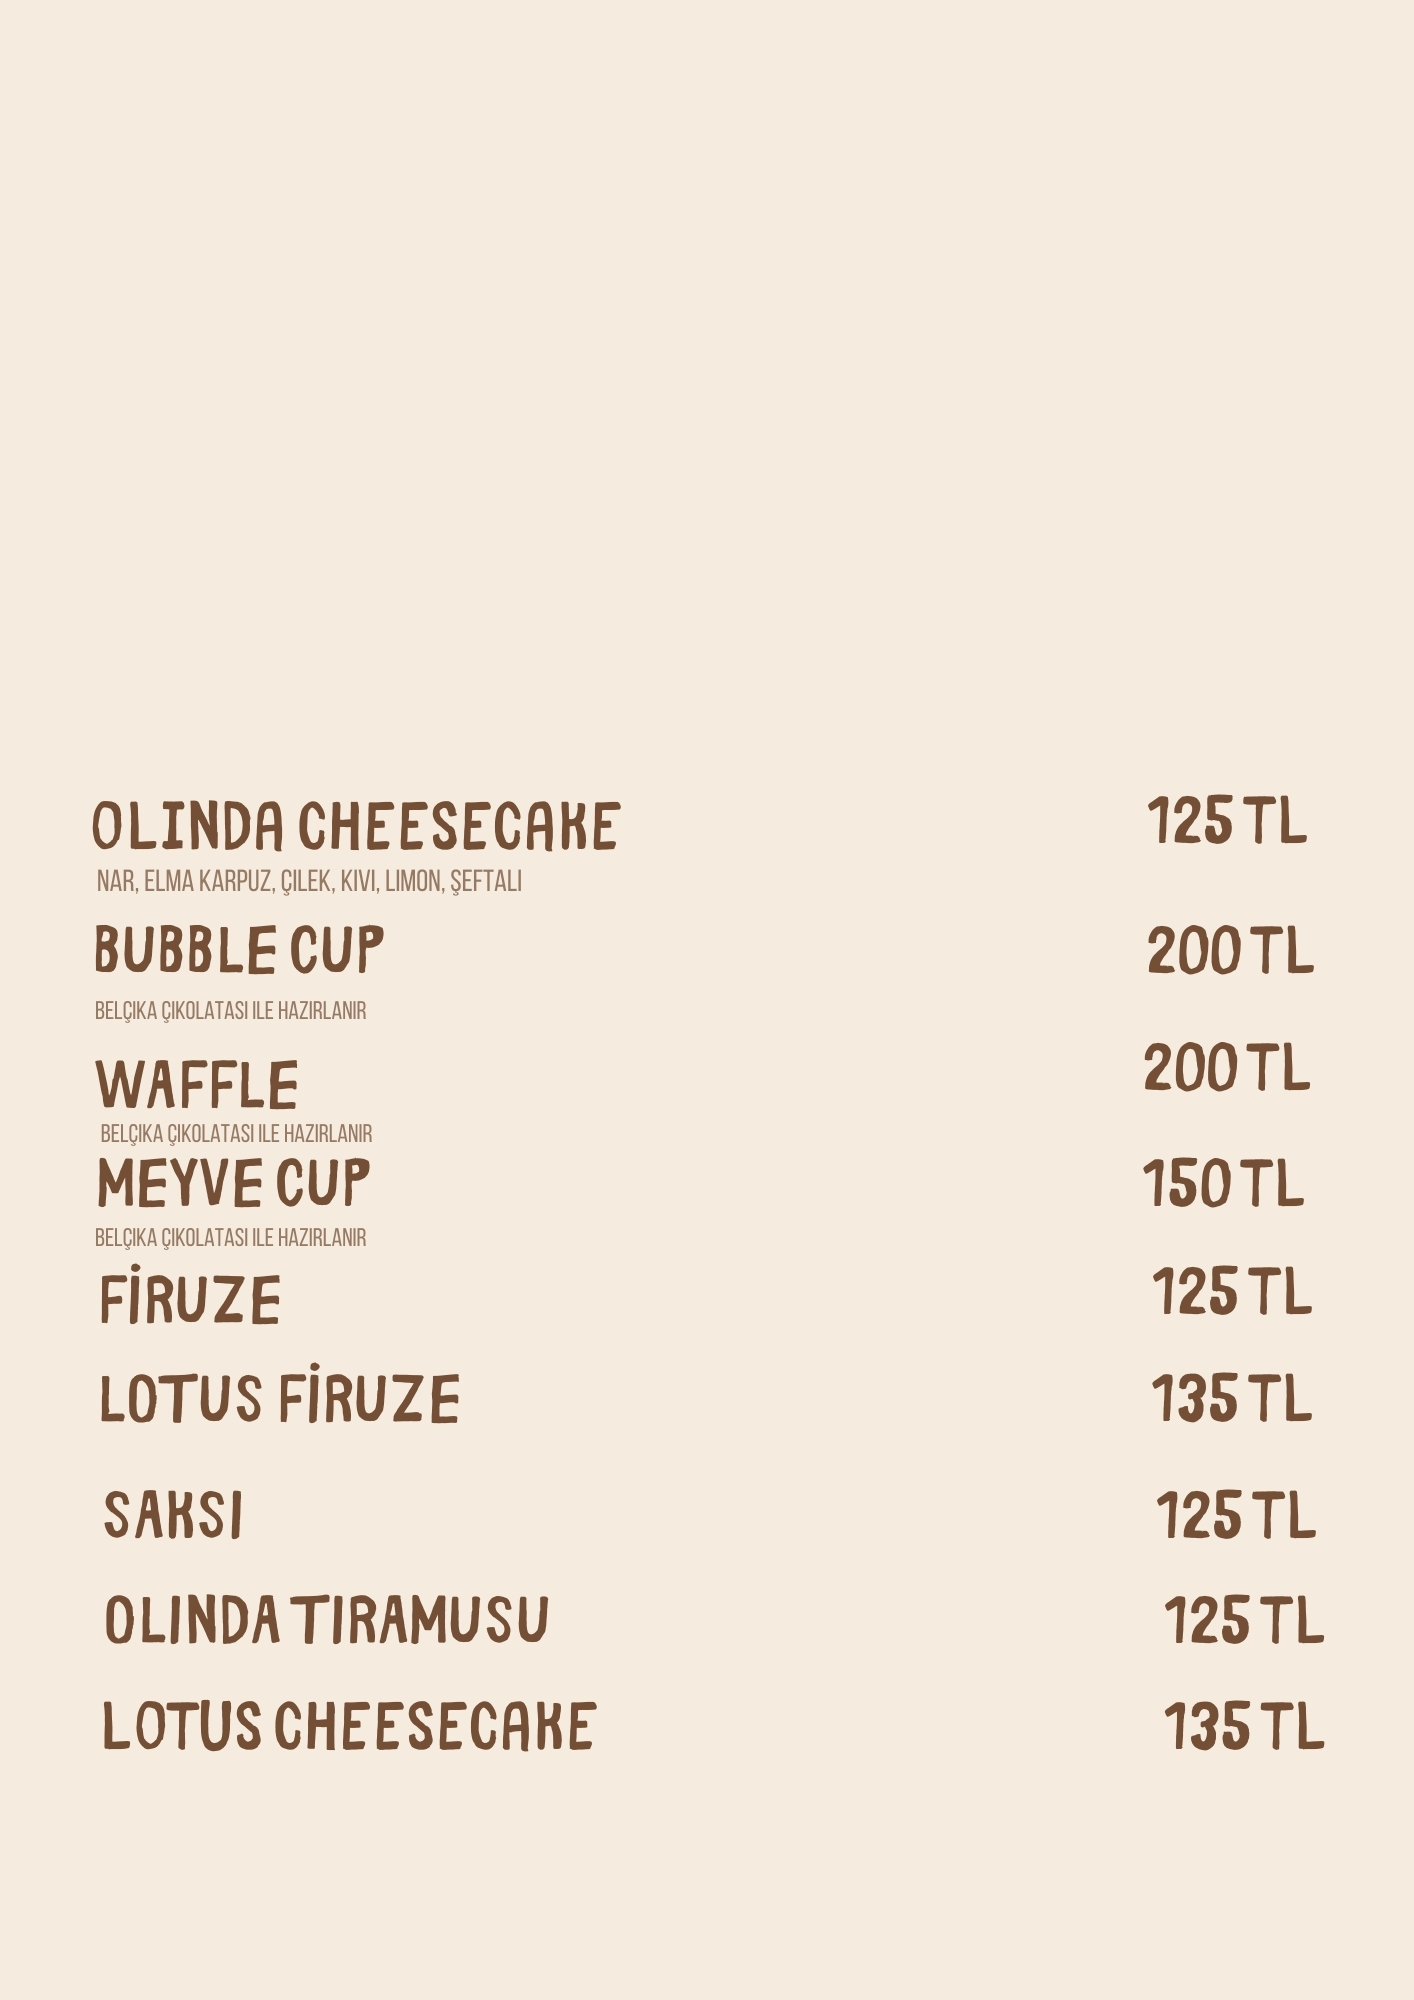 OLINDA CHEESECAKE 125 TL
NAR, ELMA KARPUZ, ÇILEK, KIVI, LIMON, ŞEFTALI
BUBBLE CUP 200 TL
BELÇIKA ÇIKOLATASI ILE HAZIRLANIR
WAFFLE 200 TL
BELÇIKA ÇIKOLATASI ILE HAZIRLANIR
MEYVE CUP 150 TL
BELÇIKA ÇIKOLATASI ILE HAZIRLANIR
FİRUZE 125 TL
LOTUS FİRUZE 135 TL
SAKSI 125 TL
OLINDA TIRAMUSU 125 TL
LOTUS CHEESECAKE 135 TL